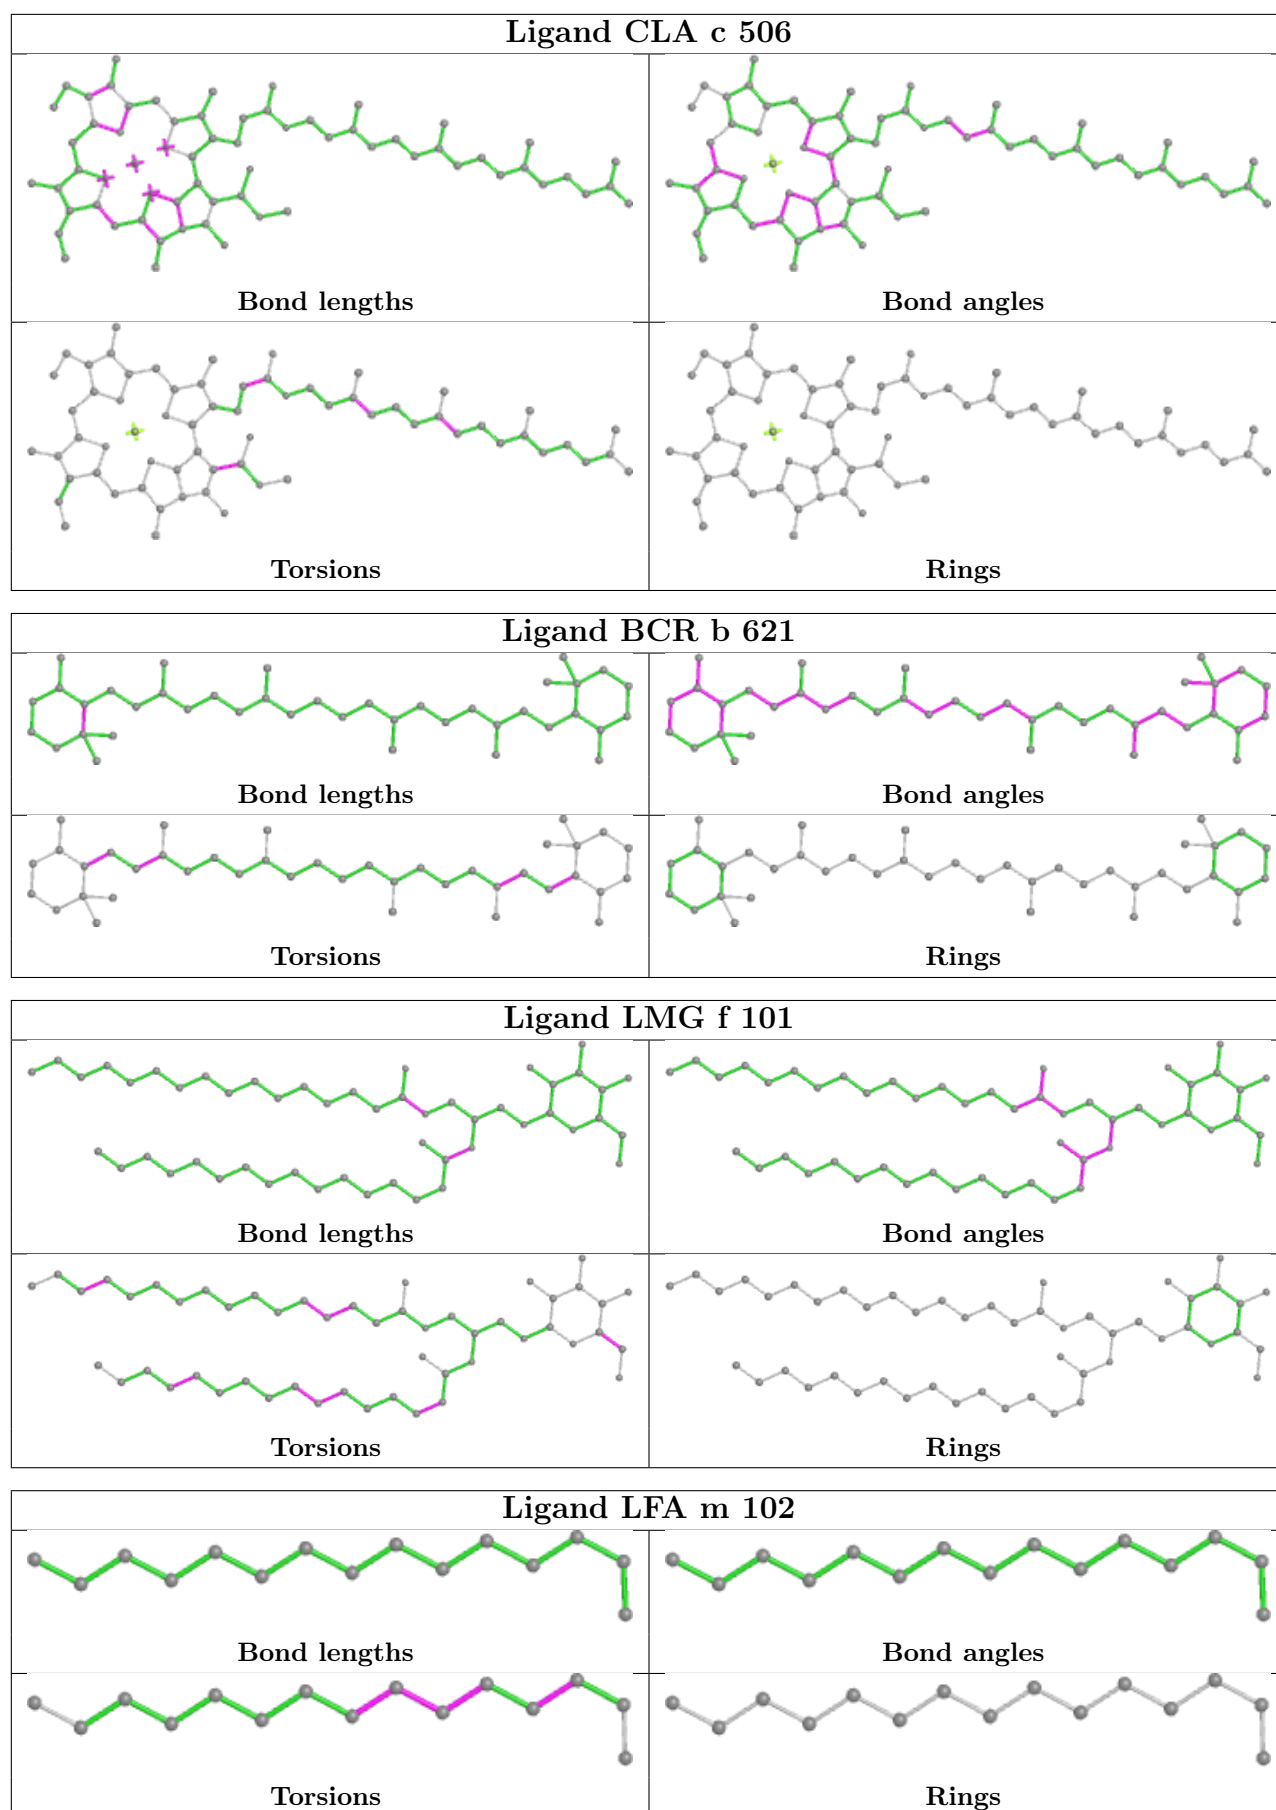 Ligand CLA c 506
Bond lengths
Bond angles
Torsions
Rings
Ligand BCR b 621
Bond lengths
Bond angles
Torsions
Rings
Ligand LMG f 101
Bond lengths
Bond angles
Torsions
Rings
Ligand LFA m 102
Bond lengths
Bond angles
Torsions
Rings